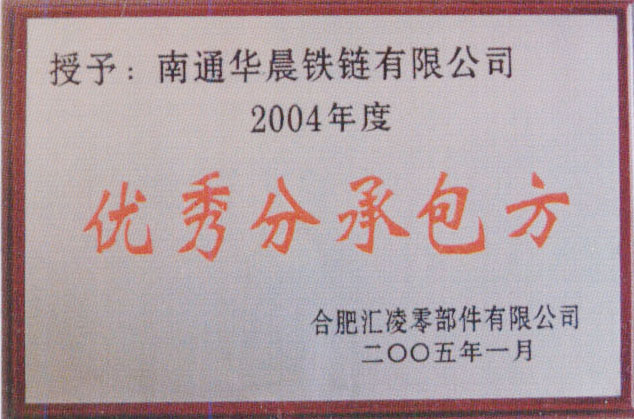 授予：南通华晨铁链有限公司
2004年度
优秀分承包方
合肥汇凌零部件有限公司
二〇〇五年一月